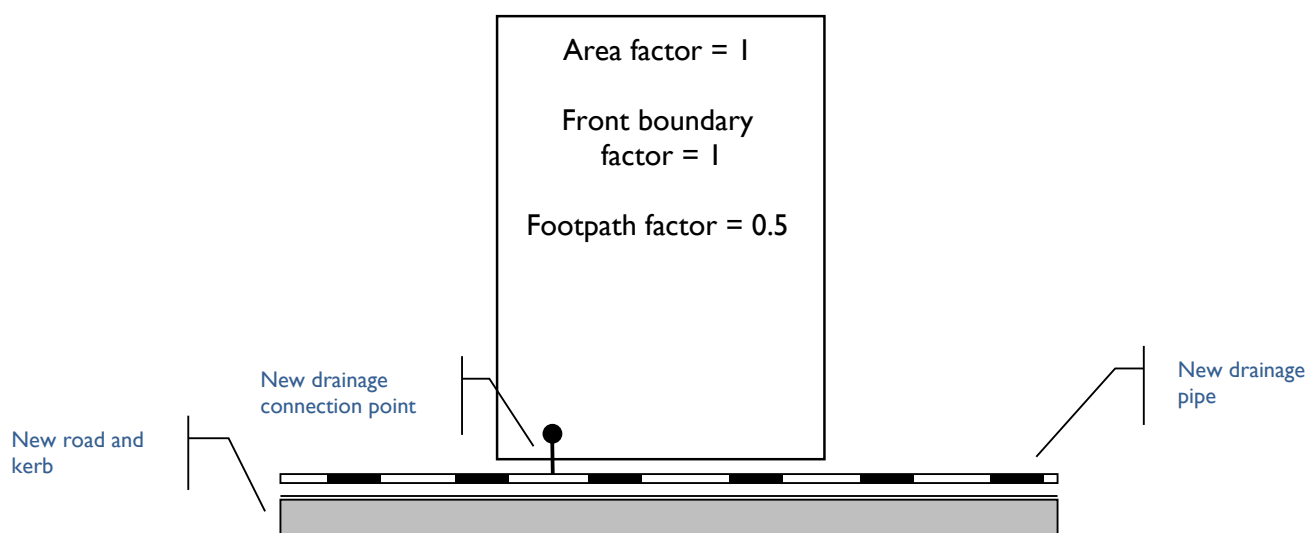 Area factor = 1
Front boundary
factor = 1
Footpath factor = 0.5
New drainage
connection point
New drainage
pipe
New road and
kerb